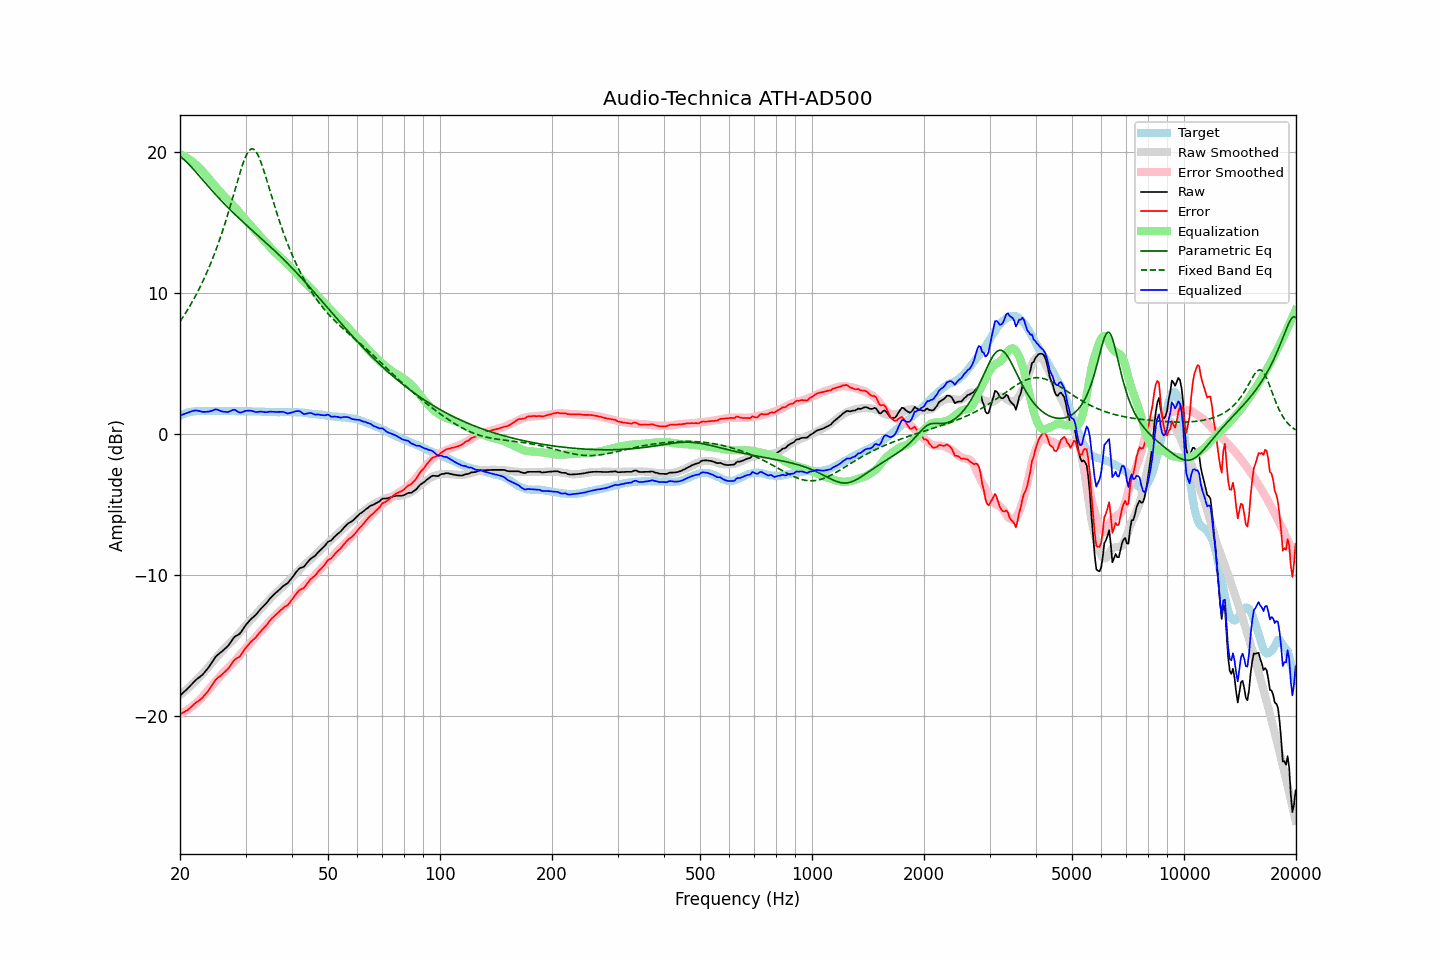 Audio-Technica ATH-AD500
Target
Raw Smoothed
Error Smoothed
Raw
Error
Equalization
Parametric Eq
Fixed Band Eq
Equalized
20
10
0
−10
−20
Amplitude (dBr)
20
50
100
200
500
1000
2000
5000
10000
20000
Frequency (Hz)